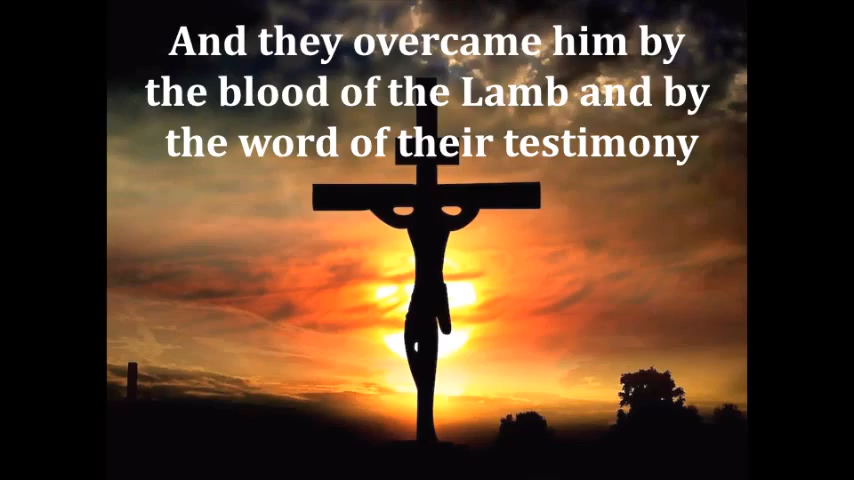 And they overcame him by
the blood of the Lamb and by
the word of their testimony